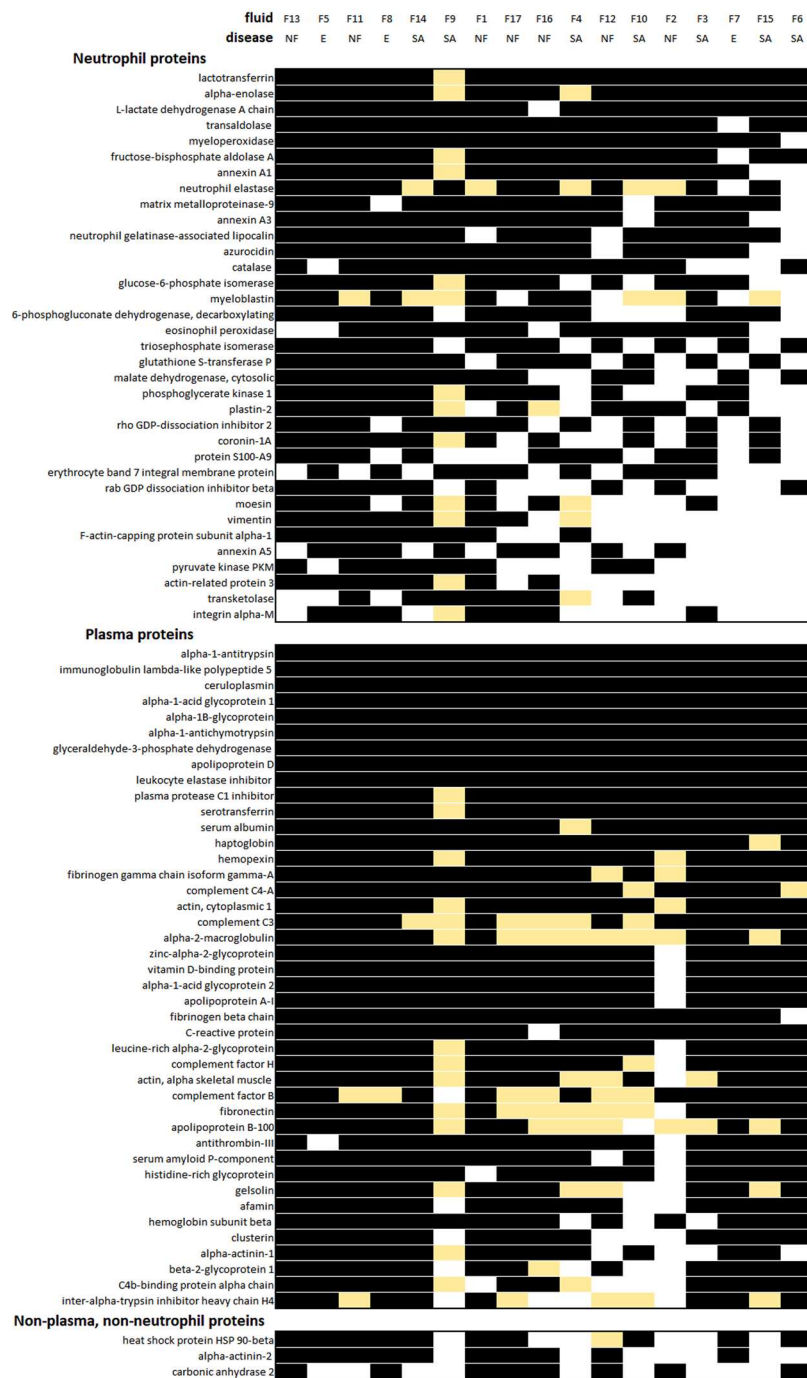 fluid F13 F5 F11 F8 F14 F9 F1 F17 F16 F4 F12 F10 F2 F3 F7 F15 F6
disease NF E NF E SA SA NF NF NF SA NF SA NF SA E SA SA
Neutrophil proteins
lactotransferrin
alpha-enolase
L-lactate dehydrogenase A chain
transaldolase
myeloperoxidase
fructose-bisphosphate aldolase A
annexin A1
neutrophil elastase
matrix metalloproteinase-9
annexin A3
neutrophil gelatinase-associated lipocalin
azurocidin
catalase
glucose-6-phosphate isomerase
myeloblastin
6-phosphogluconate dehydrogenase, decarboxylating
eosinophil peroxidase
triosephosphate isomerase
glutathione S-transferase P
malate dehydrogenase, cytosolic
phosphoglycerate kinase 1
plastin-2
rho GDP-dissociation inhibitor 2
coronin-1A
protein S100-A9
erythrocyte band 7 integral membrane protein
rab GDP dissociation inhibitor beta
moesin
vimentin
F-actin-capping protein subunit alpha-1
annexin A5
pyruvate kinase PKM
actin-related protein 3
transketolase
integrin alpha-M
Plasma proteins
alpha-1-antitrypsin
immunoglobulin lambda-like polypeptide 5
ceruloplasmin
alpha-1-acid glycoprotein 1
alpha-1B-glycoprotein
alpha-1-antichymotrypsin
glyceraldehyde-3-phosphate dehydrogenase
apolipoprotein D
leukocyte elastase inhibitor
plasma protease C1 inhibitor
serotransferrin
serum albumin
haptoglobin
hemopexin
fibrinogen gamma chain isoform gamma-A
complement C4-A
actin, cytoplasmic 1
complement C3
alpha-2-macroglobulin
zinc-alpha-2-glycoprotein
vitamin D-binding protein
alpha-1-acid glycoprotein 2
apolipoprotein A-I
fibrinogen beta chain
C-reactive protein
leucine-rich alpha-2-glycoprotein
complement factor H
actin, alpha skeletal muscle
complement factor B
fibronectin
apolipoprotein B-100
antithrombin-III
serum amyloid P-component
histidine-rich glycoprotein
gelsolin
afamin
hemoglobin subunit beta
clusterin
alpha-actinin-1
beta-2-glycoprotein 1
C4b-binding protein alpha chain
inter-alpha-trypsin inhibitor heavy chain H4
Non-plasma, non-neutrophil proteins
heat shock protein HSP 90-beta
alpha-actinin-2
carbonic anhydrase 2